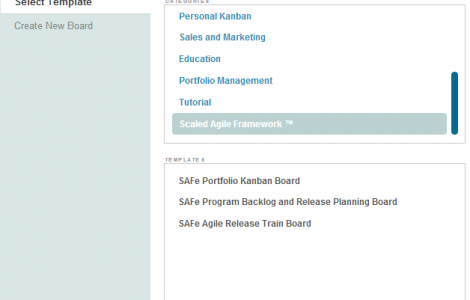 Select Template
Create New Board
CATEGORIES
Personal Kanban
Sales and Marketing
Education
Portfolio Management
Tutorial
Scaled Agile Framework ™
TEMPLATES
SAFe Portfolio Kanban Board
SAFe Program Backlog and Release Planning Board
SAFe Agile Release Train Board